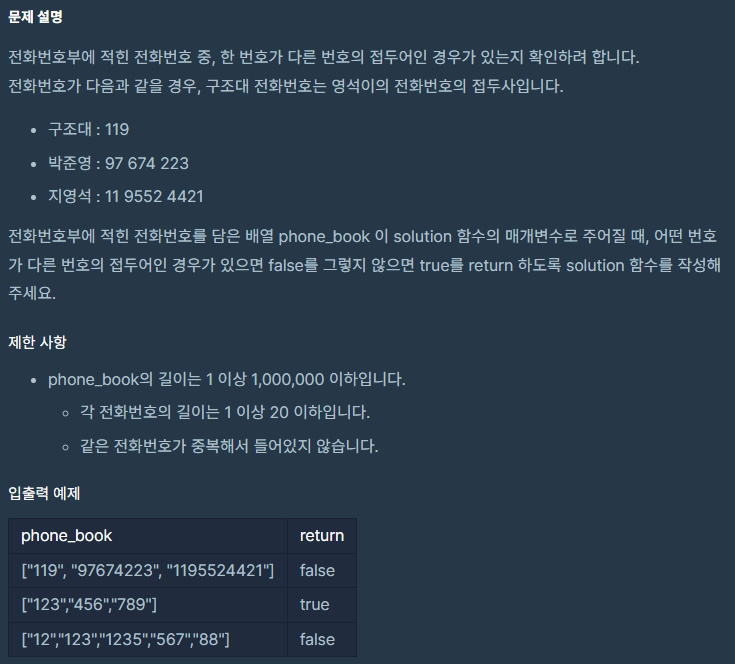 문제 설명
전화번호부에 적힌 전화번호 중, 한 번호가 다른 번호의 접두어인 경우가 있는지 확인하려 합니다.
전화번호가 다음과 같을 경우, 구조대 전화번호는 영석이의 전화번호의 접두사입니다.
• 구조대 : 119
• 박준영 : 97 674 223
• 지영석 : 11 9552 4421
전화번호부에 적힌 전화번호를 담은 배열 phone_book 이 solution 함수의 매개변수로 주어질 때, 어떤 번호
가 다른 번호의 접두어인 경우가 있으면 false를 그렇지 않으면 true를 return 하도록 solution 함수를 작성해
주세요.
제한 사항
• phone_book의 길이는 1 이상 1,000,000 이하입니다.
◦ 각 전화번호의 길이는 1 이상 20 이하입니다.
◦ 같은 전화번호가 중복해서 들어있지 않습니다.
입출력 예제
phone_book return
["119", "97674223", "1195524421"] false
["123","456","789"] true
["12","123","1235","567","88"] false